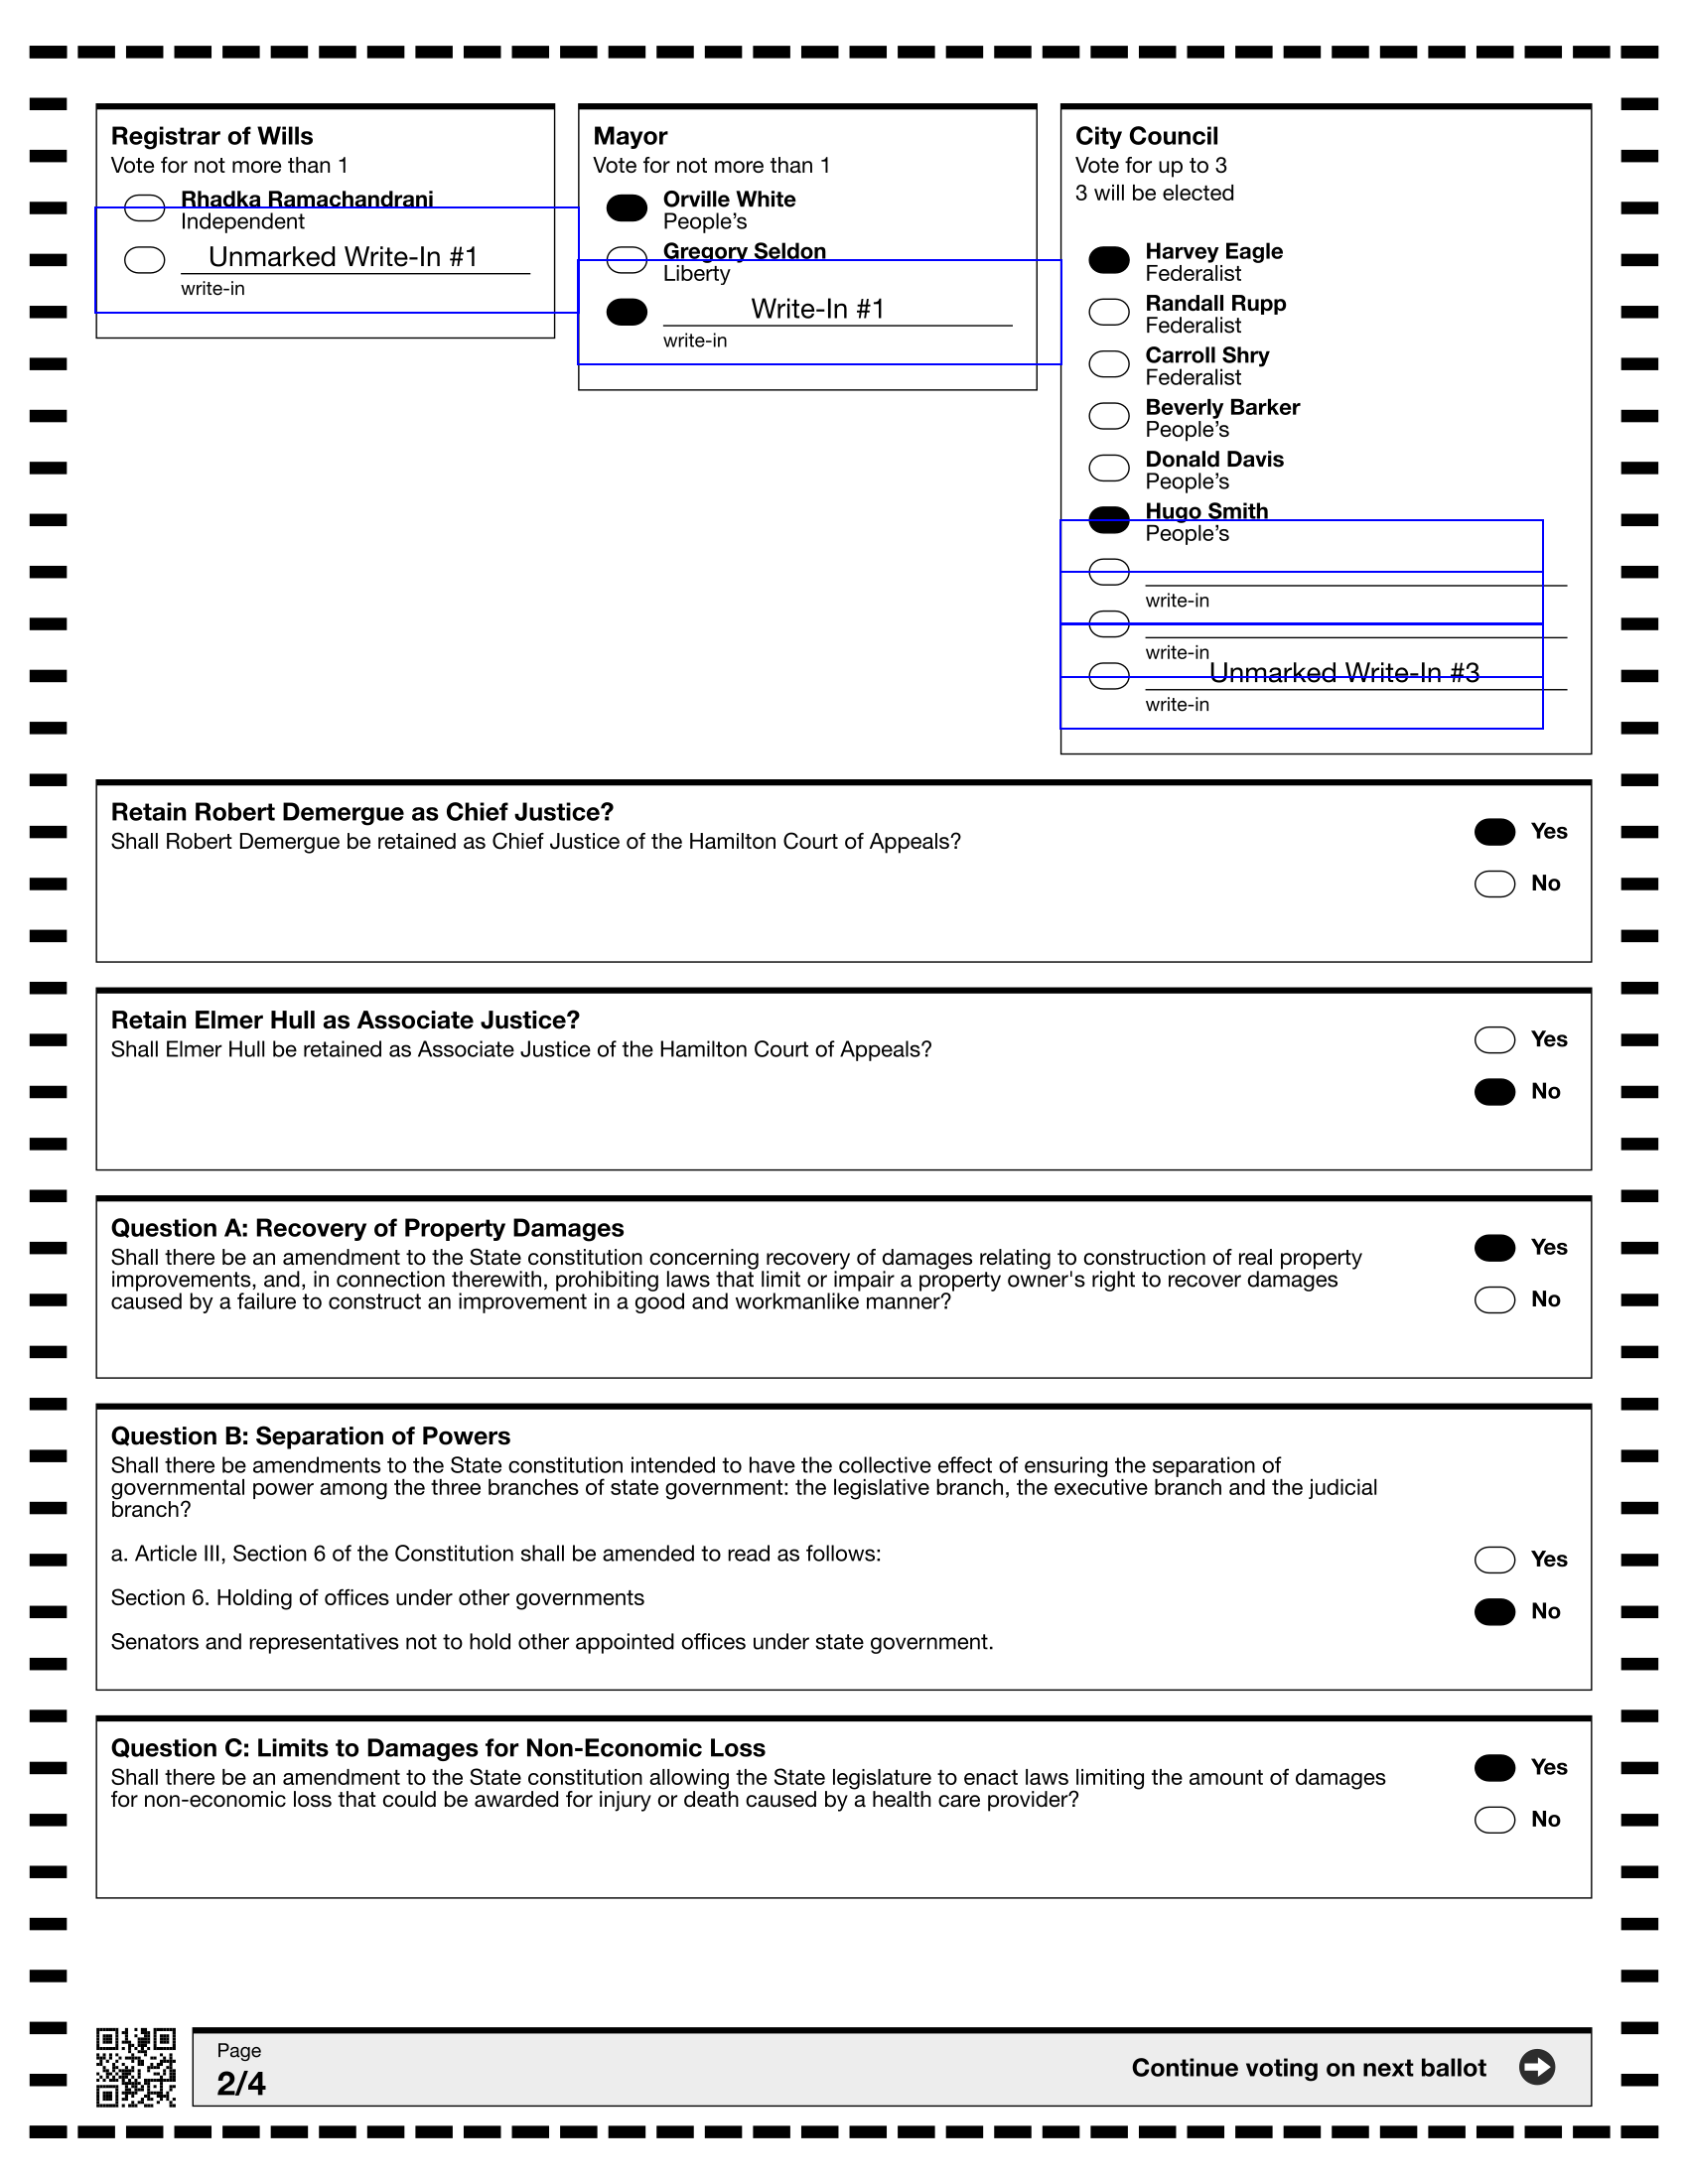 Registrar of Wills
Vote for not more than 1
Rhadka Ramachandrani
Independent
Unmarked Write-In #1
write-in
Mayor
Vote for not more than 1
Orville White
People’s
Gregory Seldon
Liberty
Write-In #1
write-in
City Council
Vote for up to 3
3 will be elected
Harvey Eagle
Federalist
Randall Rupp
Federalist
Carroll Shry
Federalist
Beverly Barker
People’s
Donald Davis
People’s
Hugo Smith
People’s
write-in
write-in
Unmarked Write-In #3
write-in
Retain Robert Demergue as Chief Justice?
Shall Robert Demergue be retained as Chief Justice of the Hamilton Court of Appeals?
Yes
No
Retain Elmer Hull as Associate Justice?
Shall Elmer Hull be retained as Associate Justice of the Hamilton Court of Appeals?
Yes
No
Question A: Recovery of Property Damages
Shall there be an amendment to the State constitution concerning recovery of damages relating to construction of real property
improvements, and, in connection therewith, prohibiting laws that limit or impair a property owner's right to recover damages
caused by a failure to construct an improvement in a good and workmanlike manner?
Yes
No
Question B: Separation of Powers
Shall there be amendments to the State constitution intended to have the collective effect of ensuring the separation of
governmental power among the three branches of state government: the legislative branch, the executive branch and the judicial
branch?
a. Article III, Section 6 of the Constitution shall be amended to read as follows:
Section 6. Holding of offices under other governments
Senators and representatives not to hold other appointed offices under state government.
Yes
No
Question C: Limits to Damages for Non-Economic Loss
Shall there be an amendment to the State constitution allowing the State legislature to enact laws limiting the amount of damages
for non-economic loss that could be awarded for injury or death caused by a health care provider?
Yes
No
Page
2/4
Continue voting on next ballot